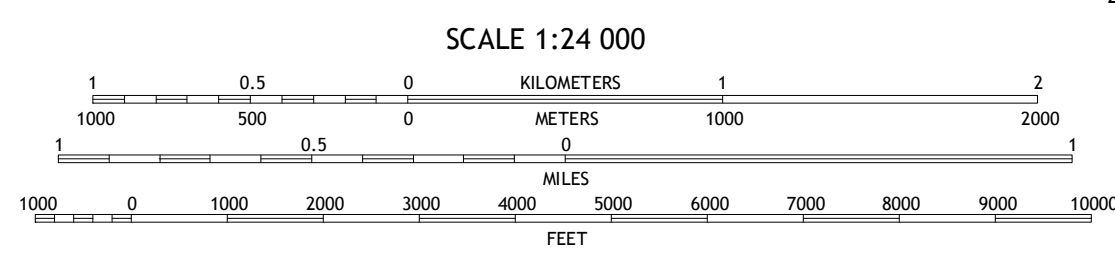 SCALE 1:24 000
1 0.5 0 KILOMETERS 1 2
1000 500 0 METERS 1000 2000
1 0.5 0 1
MILES
1000 0 1000 2000 3000 4000 5000 6000 7000 8000 9000 10000
FEET